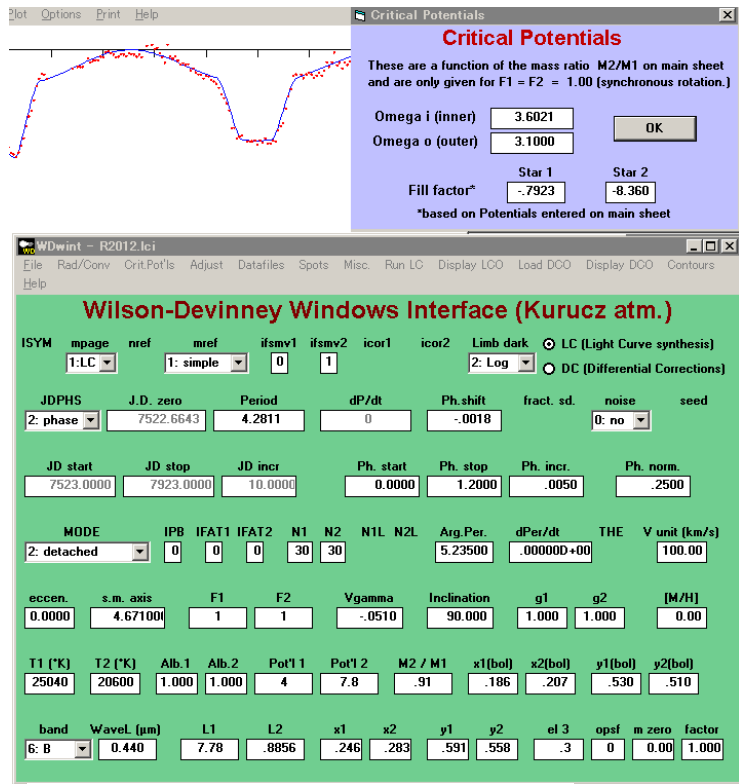 Plot Options Print Help
Critical Potentials
Critical Potentials
These are a function of the mass ratio M2/M1 on main sheet
and are only given for F1 = F2 = 1.00 (synchronous rotation.)
Omega i (inner) 3.6021
OK
Omega o (outer) 3.1000
Star 1 Star 2
Fill factor* -.7923 -8.360
*based on Potentials entered on main sheet
WDwint - R2012.lci
File Rad/Conv Crit.Pot'ls Adjust Datafiles Spots Misc. Run LC Display LCO Load DCO Display DCO Contours
Help
Wilson-Devinney Windows Interface (Kurucz atm.)
ISYM mpage nref mref ifsmv1 ifsmv2 icor1 icor2 Limb dark LC (Light Curve synthesis)
1:LC 1: simple 0 1 2: Log DC (Differential Corrections)
JDPHS J.D. zero Period dP/dt Ph.shift fract. sd. noise seed
2: phase 7522.6643 4.2811 0 -.0018 0: no
JD start JD stop JD incr Ph. start Ph. stop Ph. incr. Ph. norm.
7523.0000 7923.0000 10.0000 0.0000 1.2000 .0050 .2500
MODE IPB IFAT1 IFAT2 N1 N2 N1L N2L Arg.Per. dPer/dt THE V unit (km/s)
2: detached 0 0 0 30 30 5.23500 .00000D+00 100.00
eccen. s.m. axis F1 F2 Vgamma Inclination g1 g2 [M/H]
0.0000 4.67100( 1 1 -.0510 90.000 1.000 1.000 0.00
T1 (°K) T2 (°K) Alb.1 Alb.2 Pot'l 1 Pot'l 2 M2 / M1 x1(bol) x2(bol) y1(bol) y2(bol)
25040 20600 1.000 1.000 4 7.8 .91 .186 .207 .530 .510
band WaveL (µm) L1 L2 x1 x2 y1 y2 el 3 opsf m zero factor
6: B 0.440 7.78 .8856 .246 .283 .591 .558 .3 0 0.00 1.000